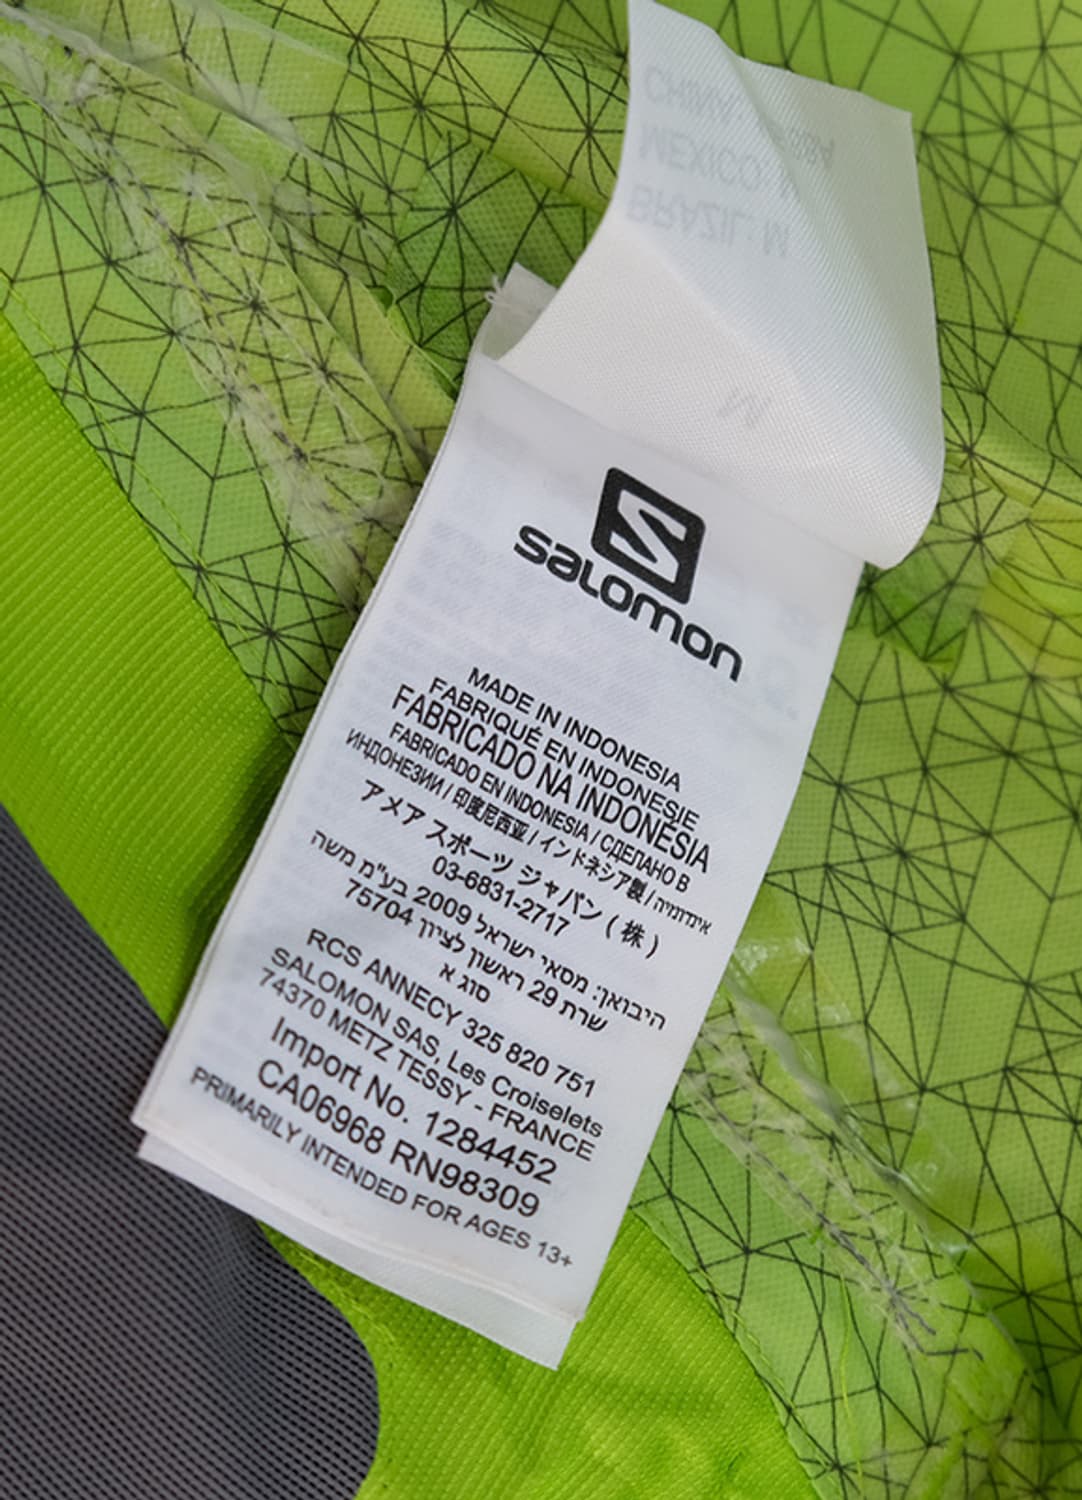 CHINA:
MEXICO: M
BRAZIL: M
M
salomon
MADE IN INDONESIA
FABRIQUÉ EN INDONESIE
FABRICADO NA INDONÉSIA
FABRICADO EN INDONESIA / СДЕЛАНО В
ИНДОНЕЗИИ / 印度尼西亚 / インドネシア製 / אינדונזיה
アメア スポーツ ジャパン ( 株 )
03-6831-2717
היבואן: מסאי ישראל 2009 בע"מ משה
שרת 29 ראשון לציון 75704
סוג א
RCS ANNECY 325 820 751
SALOMON SAS, Les Croiselets
74370 METZ TESSY - FRANCE
Import No. 1284452
CA06968 RN98309
PRIMARILY INTENDED FOR AGES 13+